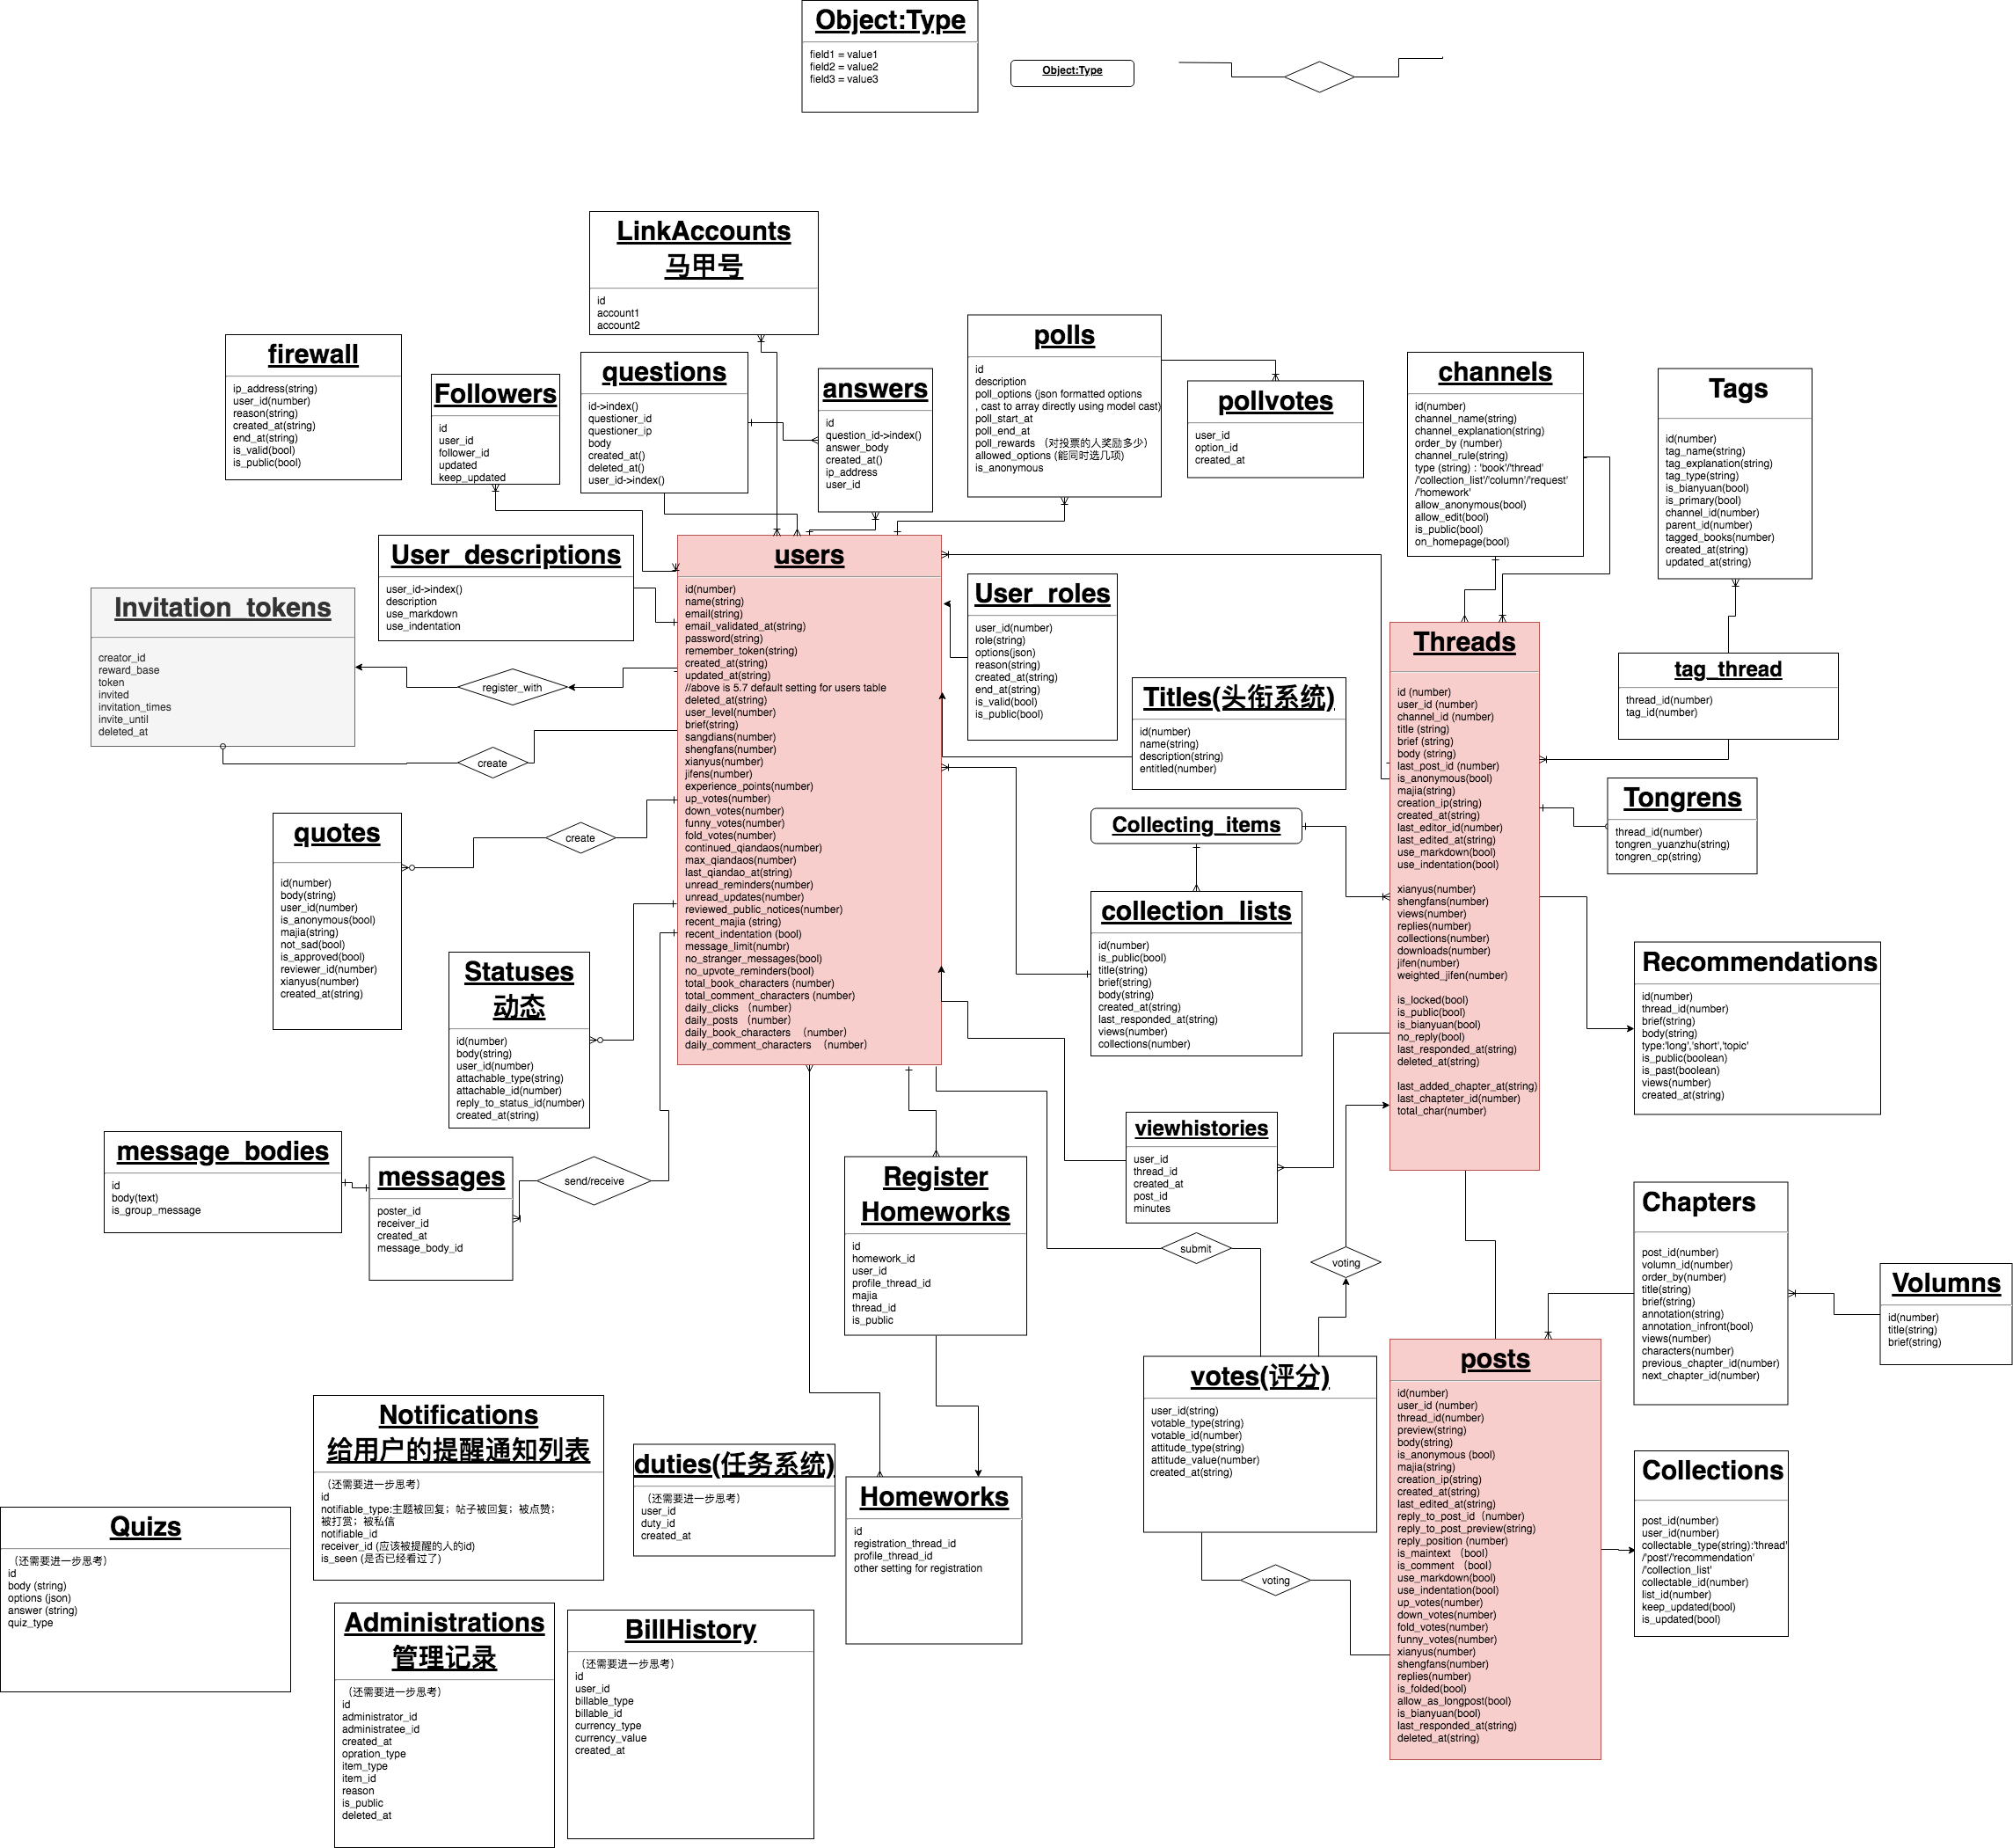 Object:Type
field1 = value1
field2 = value2
field3 = value3
Object:Type
LinkAccounts
马甲号
id
account1
account2
firewall
ip_address(string)
user_id(number)
reason(string)
created_at(string)
end_at(string)
is_valid(bool)
is_public(bool)
Followers
id
user_id
follower_id
updated
keep_updated
questions
id->index()
questioner_id
questioner_ip
body
created_at()
deleted_at()
user_id->index()
answers
id
question_id->index()
answer_body
created_at()
ip_address
user_id
polls
id
description
poll_options (json formatted options
, cast to array directly using model cast)
poll_start_at
poll_end_at
poll_rewards （对投票的人奖励多少）
allowed_options (能同时选几项)
is_anonymous
pollvotes
user_id
option_id
created_at
channels
id(number)
channel_name(string)
channel_explanation(string)
order_by (number)
channel_rule(string)
type (string) : 'book'/'thread'
/'collection_list'/'column'/'request'
/'homework'
allow_anonymous(bool)
allow_edit(bool)
is_public(bool)
on_homepage(bool)
Tags
id(number)
tag_name(string)
tag_explanation(string)
tag_type(string)
is_bianyuan(bool)
is_primary(bool)
channel_id(number)
parent_id(number)
tagged_books(number)
created_at(string)
updated_at(string)
User_descriptions
user_id->index()
description
use_markdown
use_indentation
Invitation_tokens
creator_id
reward_base
token
invited
invitation_times
invite_until
deleted_at
register_with
create
users
id(number)
name(string)
email(string)
email_validated_at(string)
password(string)
remember_token(string)
created_at(string)
updated_at(string)
//above is 5.7 default setting for users table
deleted_at(string)
user_level(number)
brief(string)
sangdians(number)
shengfans(number)
xianyus(number)
jifens(number)
experience_points(number)
up_votes(number)
down_votes(number)
funny_votes(number)
fold_votes(number)
continued_qiandaos(number)
max_qiandaos(number)
last_qiandao_at(string)
unread_reminders(number)
unread_updates(number)
reviewed_public_notices(number)
recent_majia (string)
recent_indentation (bool)
message_limit(numbr)
no_stranger_messages(bool)
no_upvote_reminders(bool)
total_book_characters (number)
total_comment_characters (number)
daily_clicks （number）
daily_posts （number）
daily_book_characters （number）
daily_comment_characters （number）
User_roles
user_id(number)
role(string)
options(json)
reason(string)
created_at(string)
end_at(string)
is_valid(bool)
is_public(bool)
Titles(头衔系统)
id(number)
name(string)
description(string)
entitled(number)
Threads
id (number)
user_id (number)
channel_id (number)
title (string)
brief (string)
body (string)
last_post_id (number)
is_anonymous(bool)
majia(string)
creation_ip(string)
created_at(string)
last_editor_id(number)
last_edited_at(string)
use_markdown(bool)
use_indentation(bool)
xianyus(number)
shengfans(number)
views(number)
replies(number)
collections(number)
downloads(number)
jifen(number)
weighted_jifen(number)
is_locked(bool)
is_public(bool)
is_bianyuan(bool)
no_reply(bool)
last_responded_at(string)
deleted_at(string)
last_added_chapter_at(string)
last_chapteter_id(number)
total_char(number)
tag_thread
thread_id(number)
tag_id(number)
Tongrens
thread_id(number)
tongren_yuanzhu(string)
tongren_cp(string)
quotes
id(number)
body(string)
user_id(number)
is_anonymous(bool)
majia(string)
not_sad(bool)
is_approved(bool)
reviewer_id(number)
xianyus(number)
created_at(string)
create
Collecting_items
collection_lists
id(number)
is_public(bool)
title(string)
brief(string)
body(string)
created_at(string)
last_responded_at(string)
views(number)
collections(number)
Recommendations
id(number)
thread_id(number)
brief(string)
body(string)
type:'long','short','topic'
is_public(boolean)
is_past(boolean)
views(number)
created_at(string)
Statuses
动态
id(number)
body(string)
user_id(number)
attachable_type(string)
attachable_id(number)
reply_to_status_id(number)
created_at(string)
message_bodies
id
body(text)
is_group_message
messages
poster_id
receiver_id
created_at
message_body_id
send/receive
Register
Homeworks
id
homework_id
user_id
profile_thread_id
majia
thread_id
is_public
viewhistories
user_id
thread_id
created_at
post_id
minutes
submit
voting
Chapters
post_id(number)
volumn_id(number)
order_by(number)
title(string)
brief(string)
annotation(string)
annotation_infront(bool)
views(number)
characters(number)
previous_chapter_id(number)
next_chapter_id(number)
Volumns
id(number)
title(string)
brief(string)
votes(评分)
user_id(string)
votable_type(string)
votable_id(number)
attitude_type(string)
attitude_value(number)
created_at(string)
voting
posts
id(number)
user_id (number)
thread_id(number)
preview(string)
body(string)
is_anonymous (bool)
majia(string)
creation_ip(string)
created_at(string)
last_edited_at(string)
reply_to_post_id（number)
reply_to_post_preview(string)
reply_position (number)
is_maintext （bool）
is_comment （bool）
use_markdown(bool)
use_indentation(bool)
up_votes(number)
down_votes(number)
fold_votes(number)
funny_votes(number)
xianyus(number)
shengfans(number)
replies(number)
is_folded(bool)
allow_as_longpost(bool)
is_bianyuan(bool)
last_responded_at(string)
deleted_at(string)
Collections
post_id(number)
user_id(number)
collectable_type(string):'thread'
/'post'/'recommendation'
/'collection_list'
collectable_id(number)
list_id(number)
keep_updated(bool)
is_updated(bool)
Notifications
给用户的提醒通知列表
（还需要进一步思考）
id
notifiable_type:主题被回复；帖子被回复；被点赞；
被打赏；被私信
notifiable_id
receiver_id (应该被提醒的人的id)
is_seen (是否已经看过了)
duties(任务系统)
（还需要进一步思考）
user_id
duty_id
created_at
Homeworks
id
registration_thread_id
profile_thread_id
other setting for registration
Quizs
（还需要进一步思考）
id
body (string)
options (json)
answer (string)
quiz_type
Administrations
管理记录
（还需要进一步思考）
id
administrator_id
administratee_id
created_at
opration_type
item_type
item_id
reason
is_public
deleted_at
BillHistory
（还需要进一步思考）
id
user_id
billable_type
billable_id
currency_type
currency_value
created_at